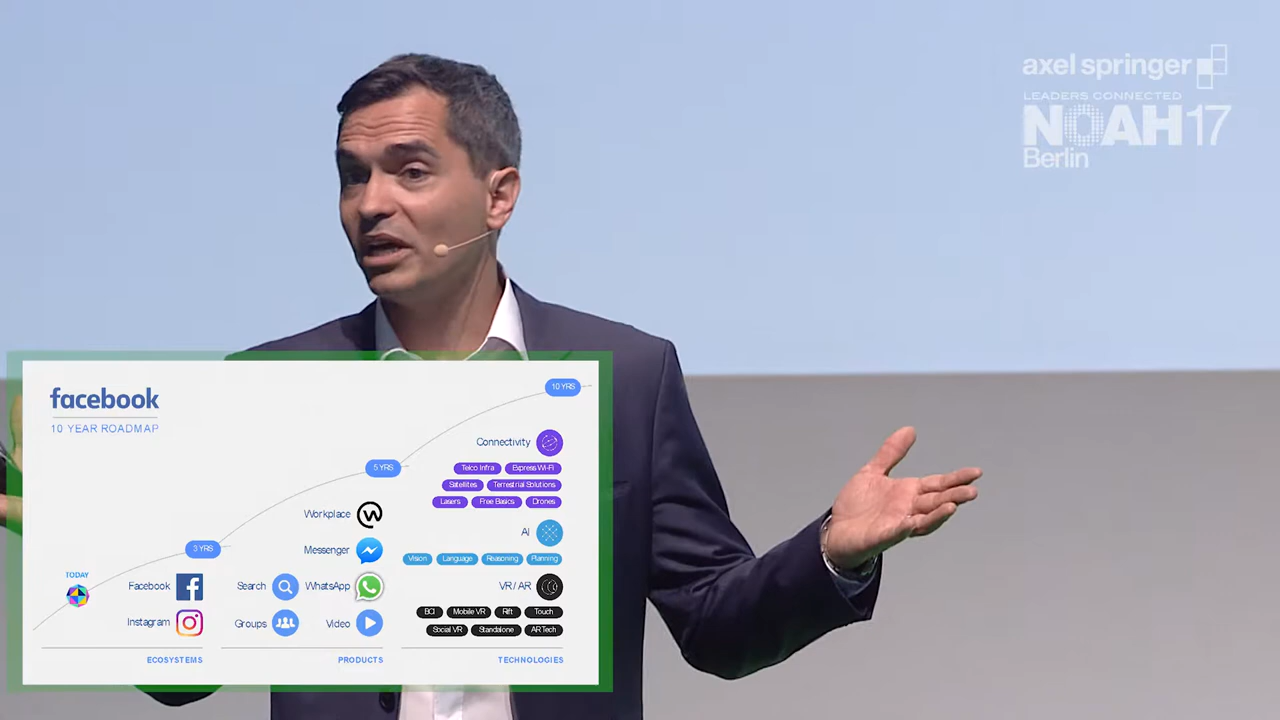 axel springer
LEADERS CONNECTED
NOAH17
Berlin
facebook
10 YEAR ROADMAP
10 YRS
5 YRS
3 YRS
TODAY
Facebook
Instagram
ECOSYSTEMS
Workplace
Messenger
Search
WhatsApp
Groups
Video
PRODUCTS
Connectivity
Telco Infra
Express Wi-Fi
Satellites
Terrestrial Solutions
Lasers
Free Basics
Drones
AI
Vision
Language
Reasoning
Planning
VR / AR
BCI
Mobile VR
Rift
Touch
Social VR
Standalone
AR Tech
TECHNOLOGIES